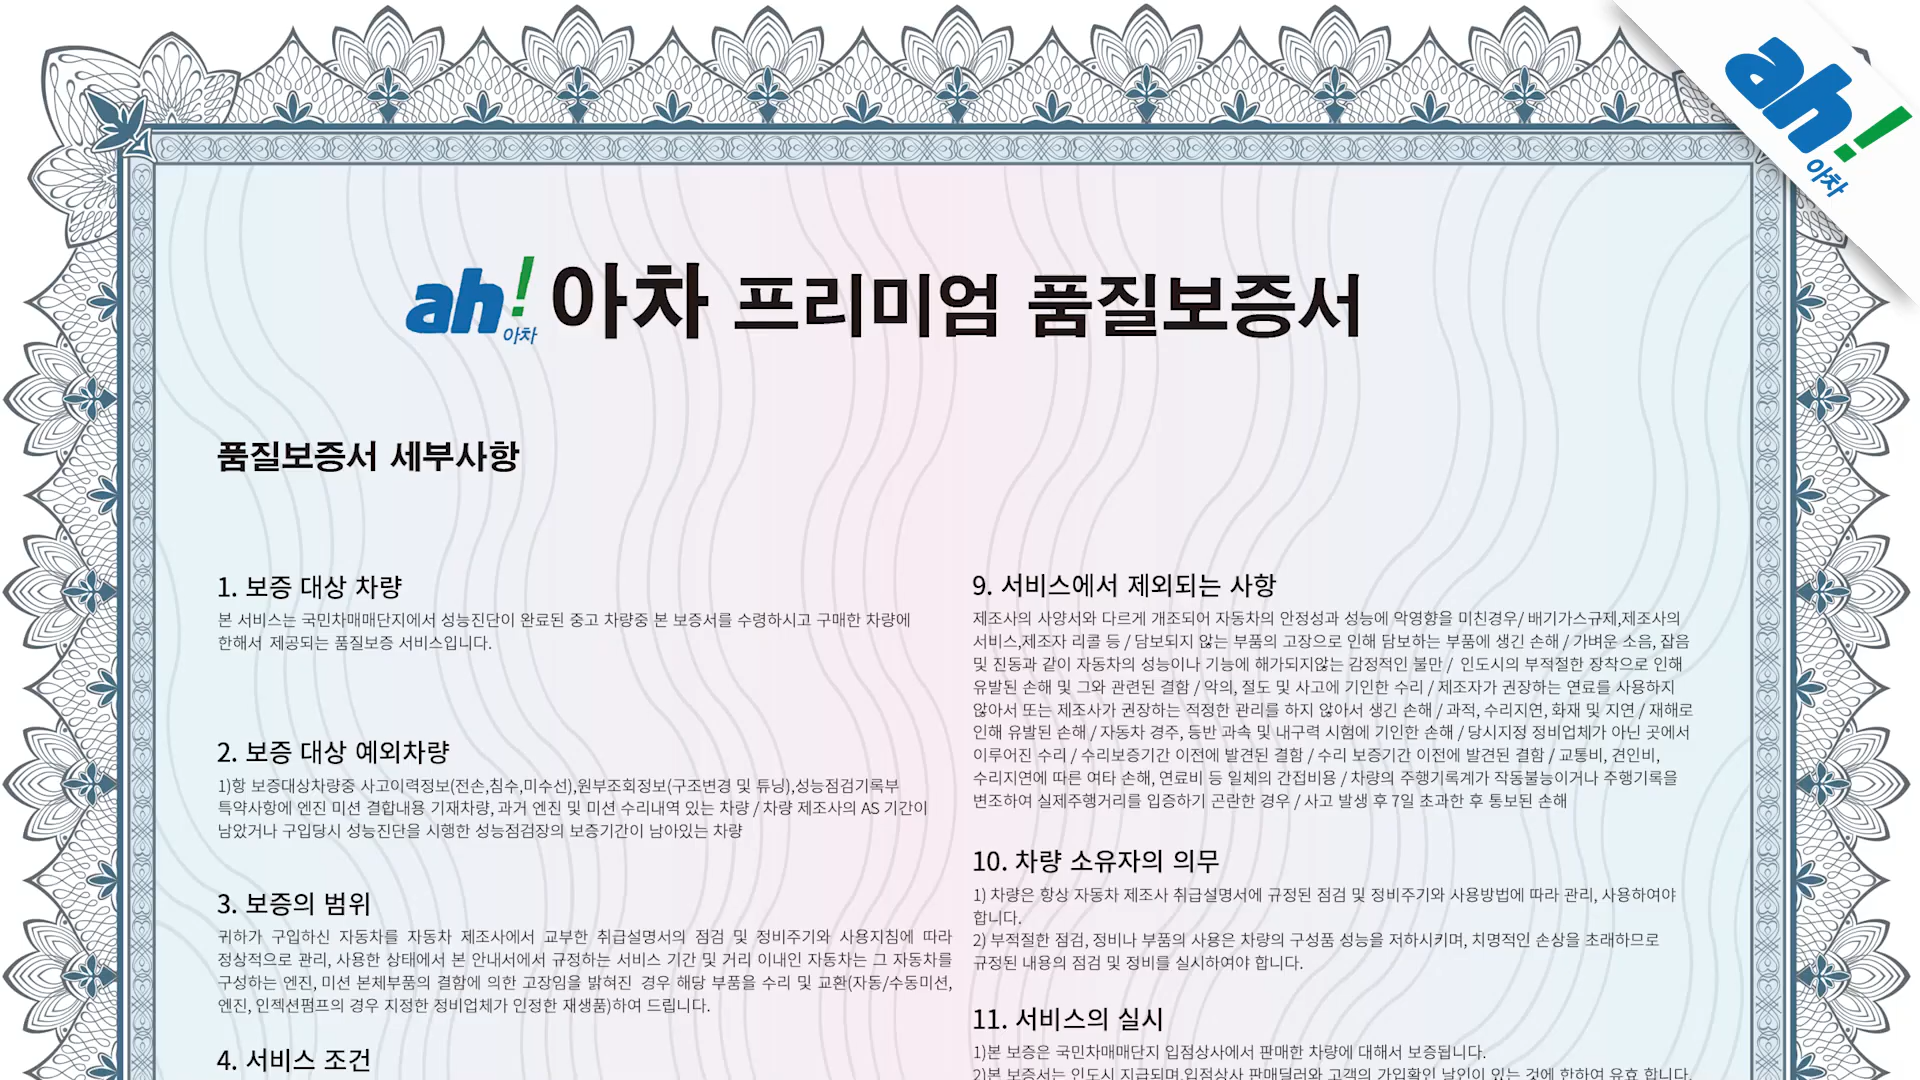 ah!
아차
ah! 아차 프리미엄 품질보증서
아차
품질보증서 세부사항
1. 보증 대상 차량
본 서비스는 국민차매매단지에서 성능진단이 완료된 중고 차량중 본 보증서를 수령하시고 구매한 차량에
한해서 제공되는 품질보증 서비스입니다.
2. 보증 대상 예외차량
1)항 보증대상차량중 사고이력정보(전손,침수,미수선),원부조회정보(구조변경 및 튜닝),성능점검기록부
특약사항에 엔진 미션 결합내용 기재차량, 과거 엔진 및 미션 수리내역 있는 차량 / 차량 제조사의 AS 기간이
남았거나 구입당시 성능진단을 시행한 성능점검장의 보증기간이 남아있는 차량
3. 보증의 범위
귀하가 구입하신 자동차를 자동차 제조사에서 교부한 취급설명서의 점검 및 정비주기와 사용지침에 따라
정상적으로 관리, 사용한 상태에서 본 안내서에서 규정하는 서비스 기간 및 거리 이내인 자동차는 그 자동차를
구성하는 엔진, 미션 본체부품의 결함에 의한 고장임을 밝혀진 경우 해당 부품을 수리 및 교환(자동/수동미션,
엔진, 인젝션펌프의 경우 지정한 정비업체가 인정한 재생품)하여 드립니다.
4. 서비스 조건
9. 서비스에서 제외되는 사항
제조사의 사양서와 다르게 개조되어 자동차의 안정성과 성능에 악영향을 미친경우/ 배기가스규제,제조사의
서비스,제조자 리콜 등 / 담보되지 않는 부품의 고장으로 인해 담보하는 부품에 생긴 손해 / 가벼운 소음, 잡음
및 진동과 같이 자동차의 성능이나 기능에 해가되지않는 감정적인 불만 / 인도시의 부적절한 장착으로 인해
유발된 손해 및 그와 관련된 결함 / 악의, 절도 및 사고에 기인한 수리 / 제조자가 권장하는 연료를 사용하지
않아서 또는 제조사가 권장하는 적정한 관리를 하지 않아서 생긴 손해 / 과적, 수리지연, 화재 및 지연 / 재해로
인해 유발된 손해 / 자동차 경주, 등반 과속 및 내구력 시험에 기인한 손해 / 당시지정 정비업체가 아닌 곳에서
이루어진 수리 / 수리보증기간 이전에 발견된 결함 / 수리 보증기간 이전에 발견된 결함 / 교통비, 견인비,
수리지연에 따른 여타 손해, 연료비 등 일체의 간접비용 / 차량의 주행기록계가 작동불능이거나 주행기록을
변조하여 실제주행거리를 입증하기 곤란한 경우 / 사고 발생 후 7일 초과한 후 통보된 손해
10. 차량 소유자의 의무
1) 차량은 항상 자동차 제조사 취급설명서에 규정된 점검 및 정비주기와 사용방법에 따라 관리, 사용하여야
합니다.
2) 부적절한 점검, 정비나 부품의 사용은 차량의 구성품 성능을 저하시키며, 치명적인 손상을 초래하므로
규정된 내용의 점검 및 정비를 실시하여야 합니다.
11. 서비스의 실시
1)본 보증은 국민차매매단지 입점상사에서 판매한 차량에 대해서 보증됩니다.
2)본 보증서는 인도시 지급되며,입점상사 판매딜러와 고객의 가입확인 날인이 있는 것에 한하여 유효 합니다.